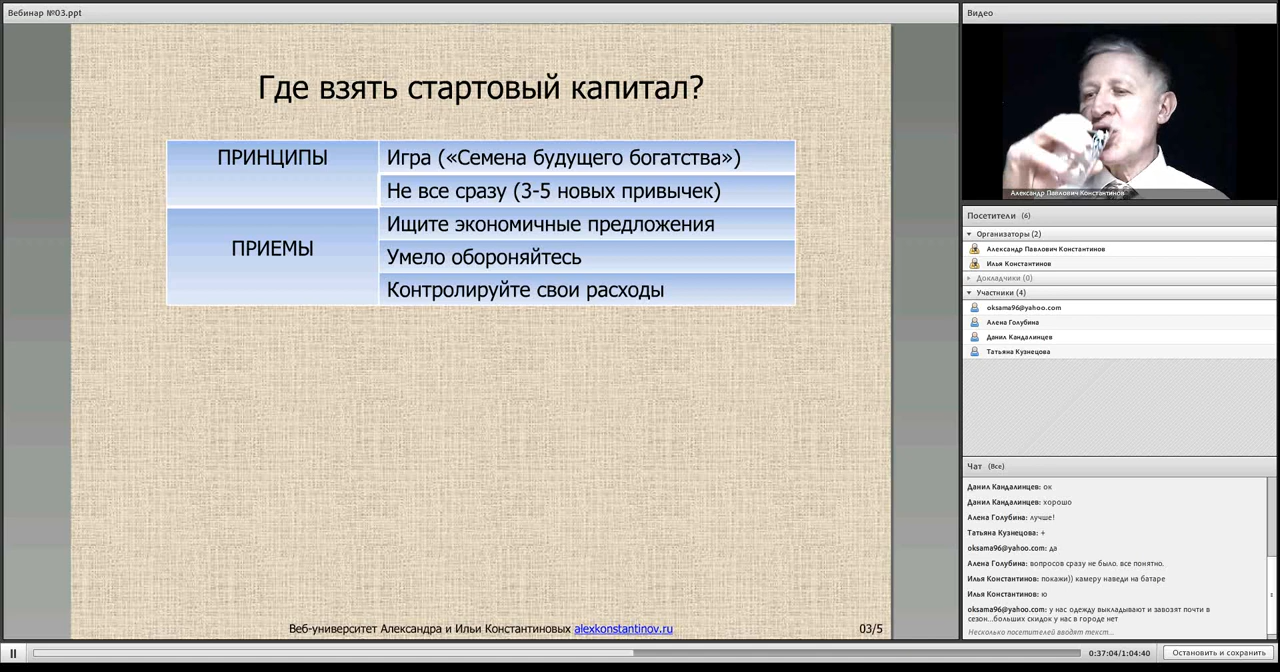 Вебинар №03.ppt
Где взять стартовый капитал?
ПРИНЦИПЫ
Игра («Семена будущего богатства»)
Не все сразу (3-5 новых привычек)
ПРИЕМЫ
Ищите экономичные предложения
Умело обороняйтесь
Контролируйте свои расходы
Веб-университет Александра и Ильи Константиновых alexkonstantinov.ru
03/5
Видео
Александр Павлович Константинов
Посетители (6)
Организаторы (2)
Александр Павлович Константинов
Илья Константинов
Докладчики (0)
Участники (4)
oksama96@yahoo.com
Алена Голубина
Данил Кандалинцев
Татьяна Кузнецова
Чат (Все)
Данил Кандалинцев: ок
Данил Кандалинцев: хорошо
Алена Голубина: лучше!
Татьяна Кузнецова: +
oksama96@yahoo.com: да
Алена Голубина: вопросов сразу не было. все понятно.
Илья Константинов: покажи)) камеру наведи на батаре
Илья Константинов: ю
oksama96@yahoo.com: у нас одежду выкладывают и завозят почти в
сезон...больших скидок у нас в городе нет
Несколько посетителей вводят текст...
0:37:04/1:04:40
Остановить и сохранить